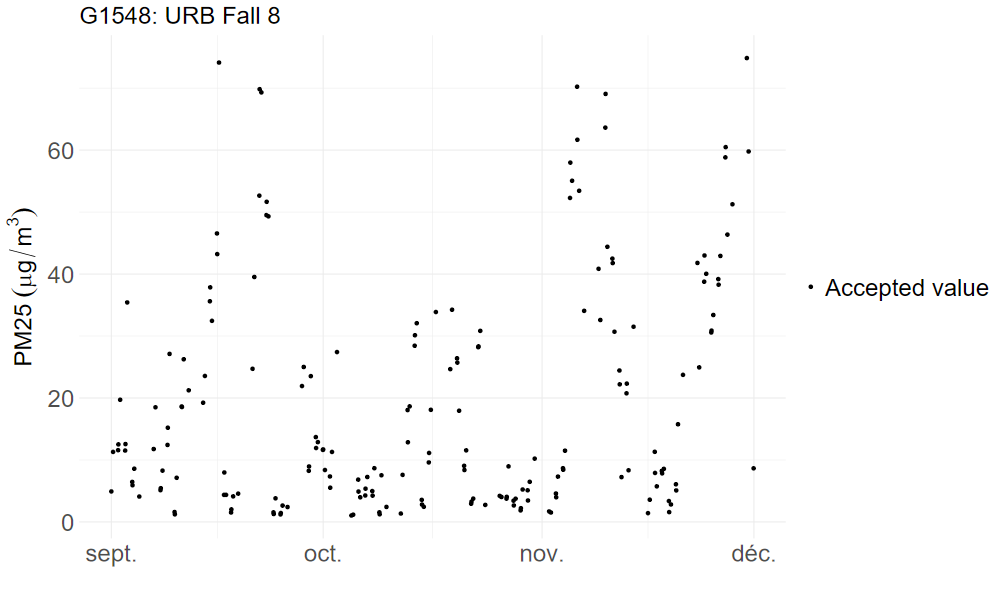 G1548: URB Fall 8
PM25 (μg/m³)
60
40
20
0
sept.
oct.
nov.
déc.
Accepted value